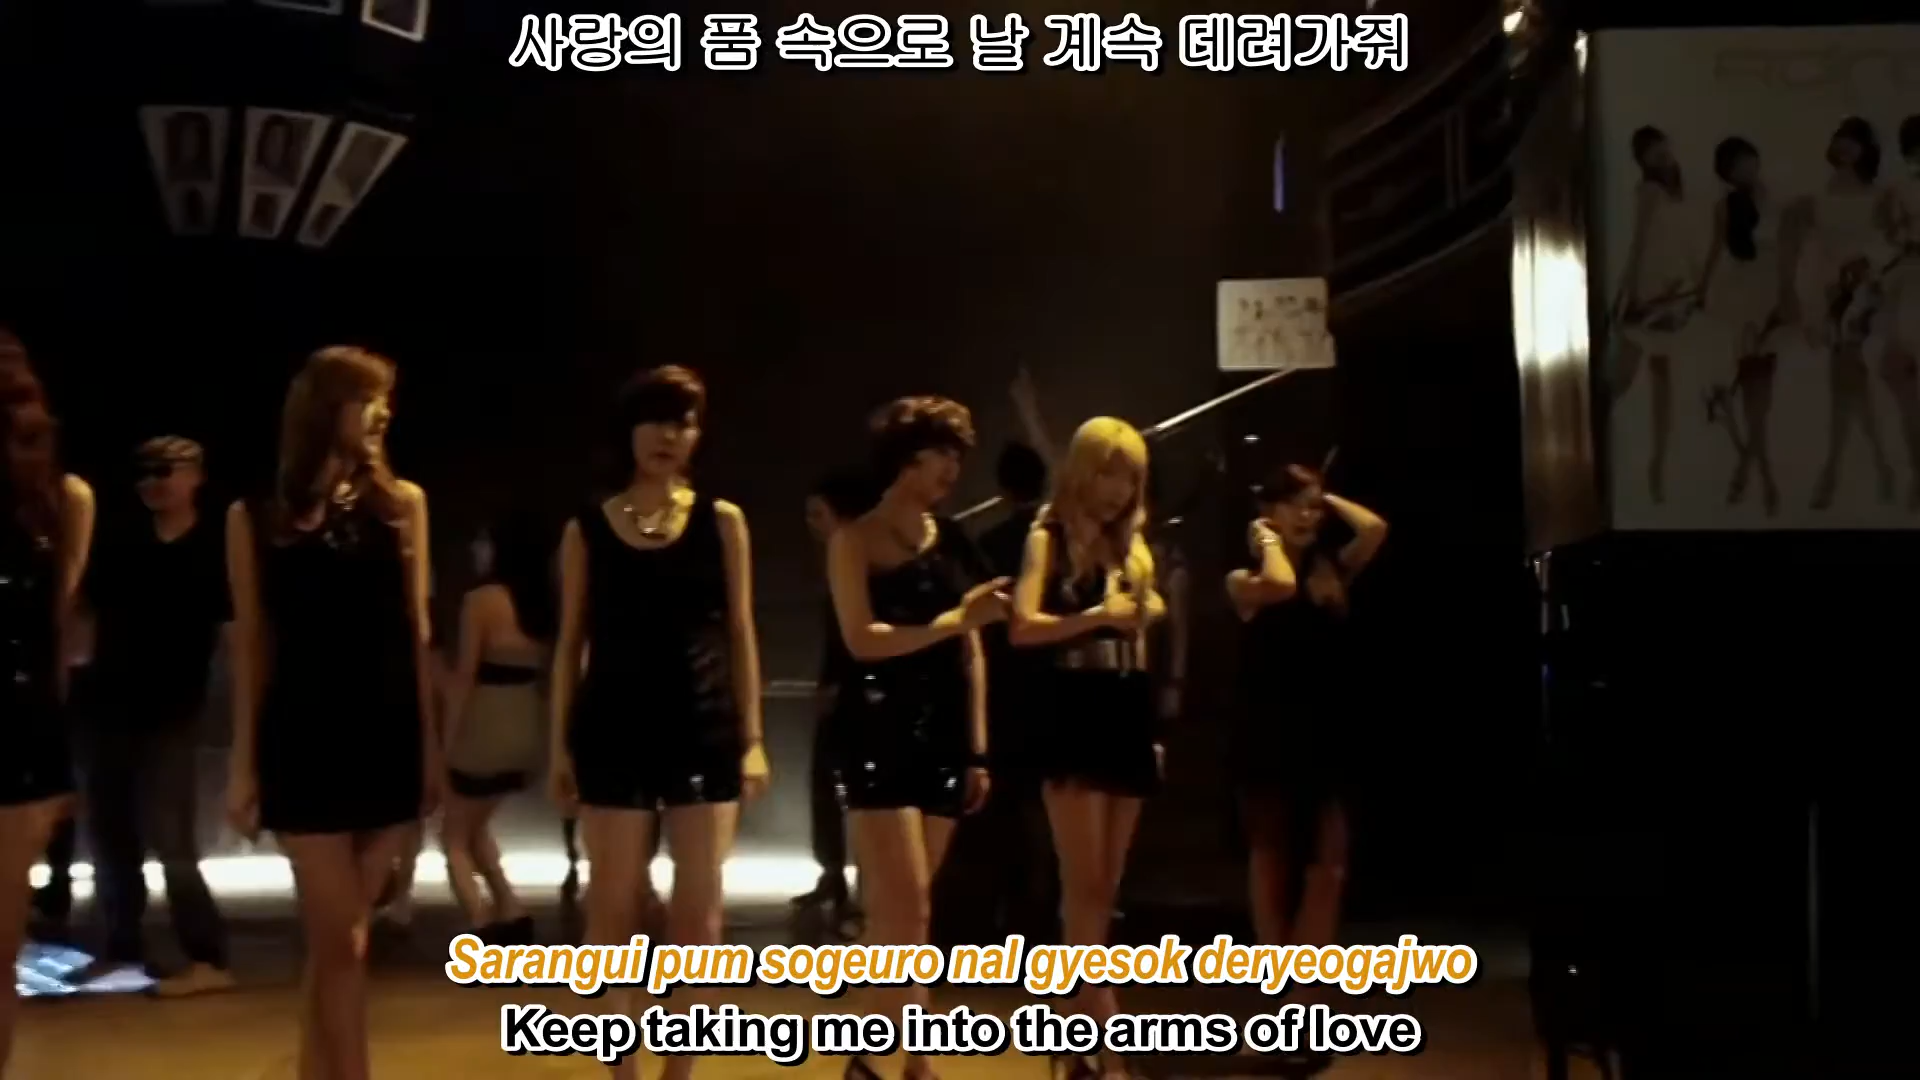 사랑의 품 속으로 날 계속 데려가줘
Sarangui pum sogeuro nal gyesok deryeogajwo
Keep taking me into the arms of love